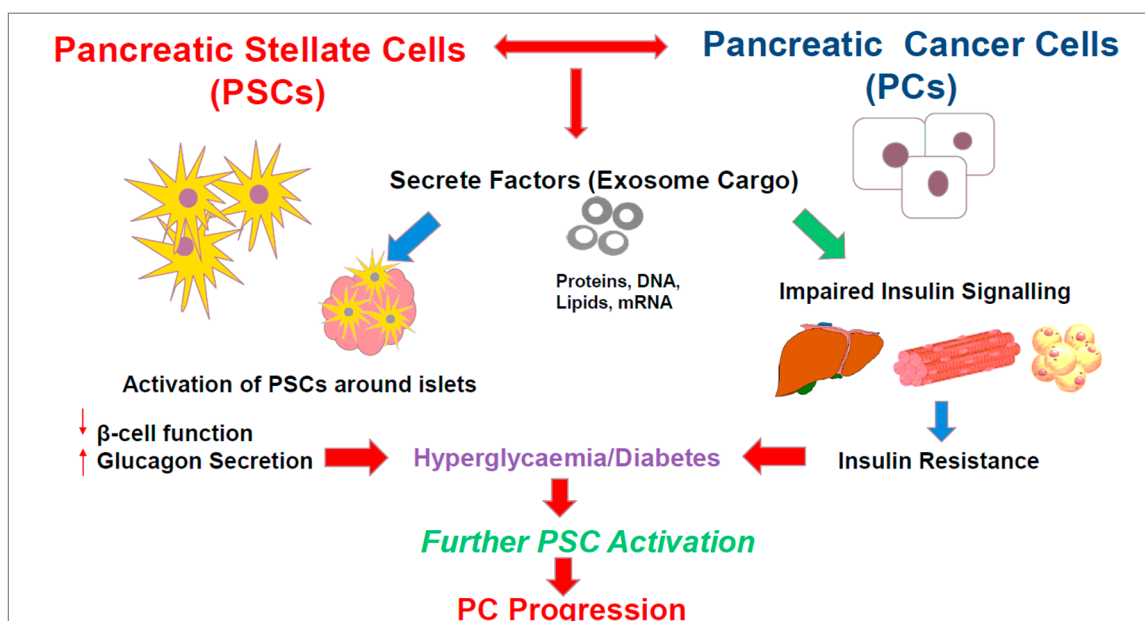 Pancreatic Stellate Cells
(PSCs)
Pancreatic Cancer Cells
(PCs)
Secrete Factors (Exosome Cargo)
Proteins, DNA,
Lipids, mRNA
Impaired Insulin Signalling
Activation of PSCs around islets
↓ β-cell function
↑ Glucagon Secretion
Hyperglycaemia/Diabetes
Insulin Resistance
Further PSC Activation
PC Progression